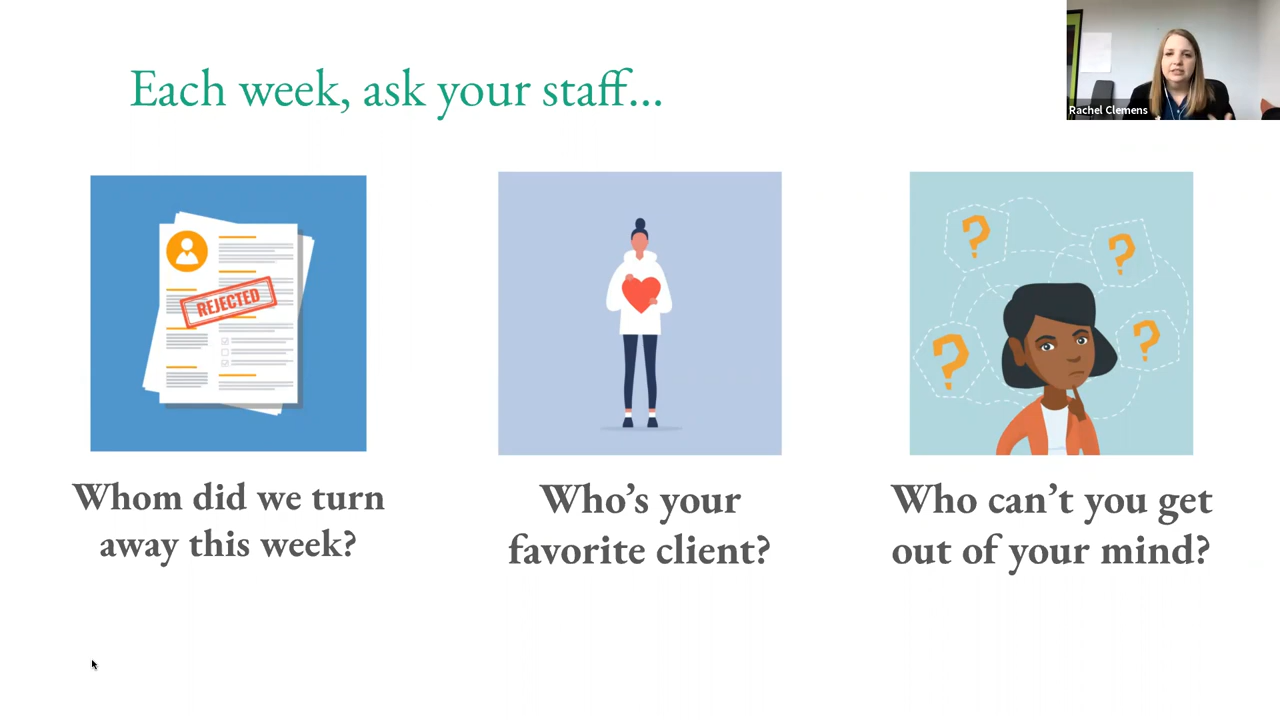 Each week, ask your staff...
Rachel Clemens
REJECTED
?
?
?
?
Whom did we turn
away this week?
Who’s your
favorite client?
Who can’t you get
out of your mind?